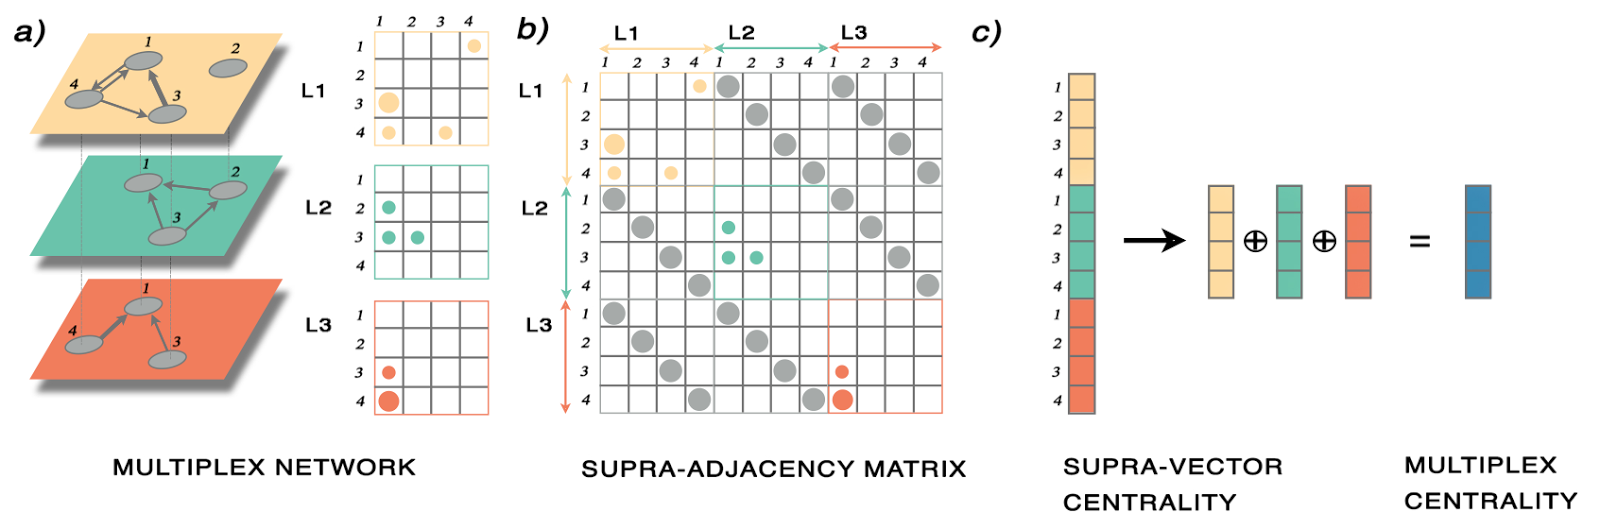 a)
1 2 3 4
1
2
4
3
L1
1
2
3
4
1
2
3
L2
1
2
3
4
1
4
3
L3
1
2
3
4
MULTIPLEX NETWORK
b)
L1 L2 L3
1 2 3 4 1 2 3 4 1 2 3 4
L1
1
2
3
4
L2
1
2
3
4
L3
1
2
3
4
SUPRA-ADJACENCY MATRIX
c)
1
2
3
4
1
2
3
4
1
2
3
4
⊕ ⊕ =
SUPRA-VECTOR
CENTRALITY
MULTIPLEX
CENTRALITY